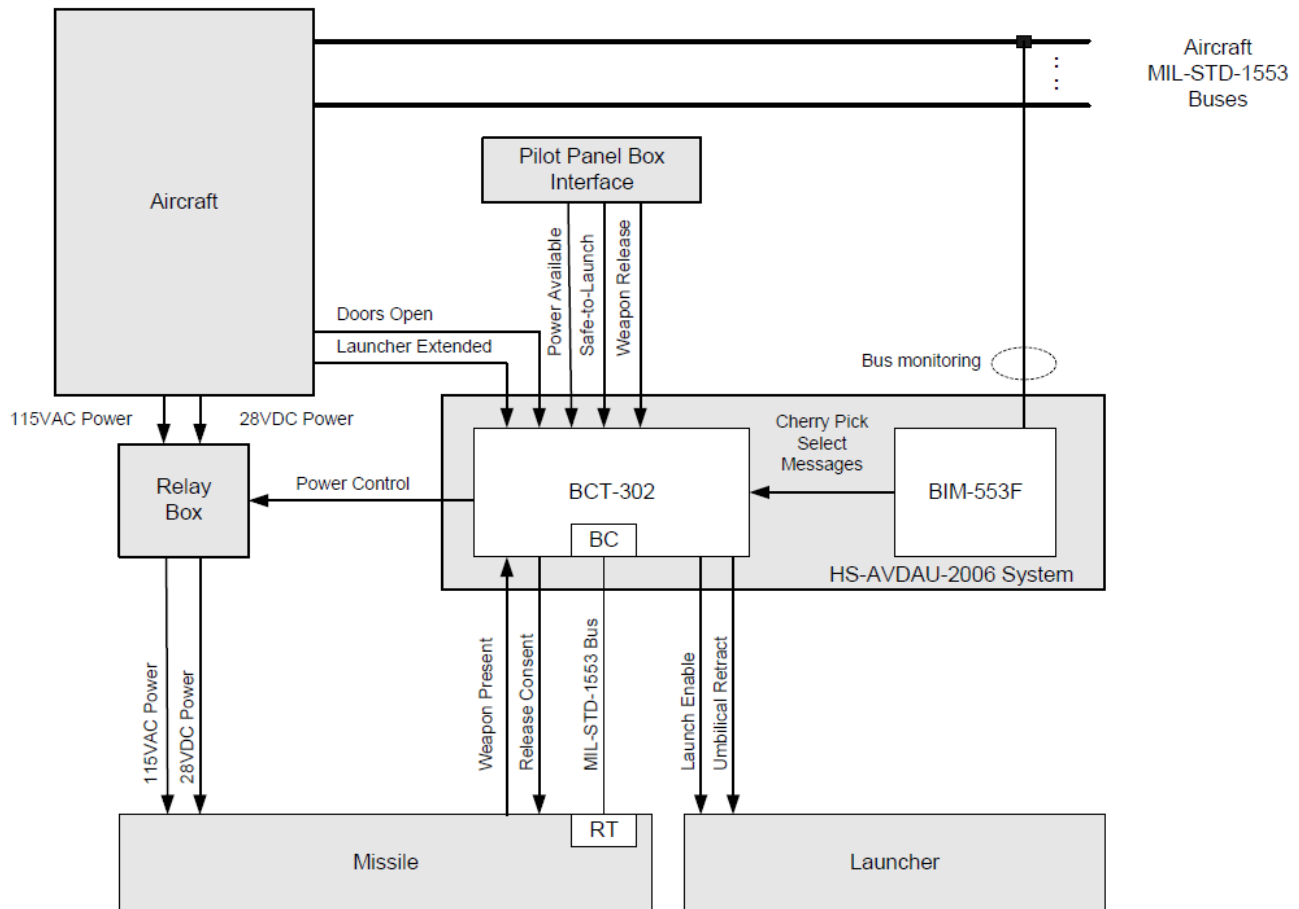 Aircraft
MIL-STD-1553
Buses
Pilot Panel Box
Interface
Aircraft
Power Available
Safe-to-Launch
Weapon Release
Doors Open
Launcher Extended
Bus monitoring
115VAC Power
28VDC Power
Cherry Pick
Select
Messages
Relay
Box
Power Control
BCT-302
BIM-553F
BC
HS-AVDAU-2006 System
115VAC Power
28VDC Power
Weapon Present
Release Consent
MIL-STD-1553 Bus
Launch Enable
Umbilical Retract
RT
Missile
Launcher